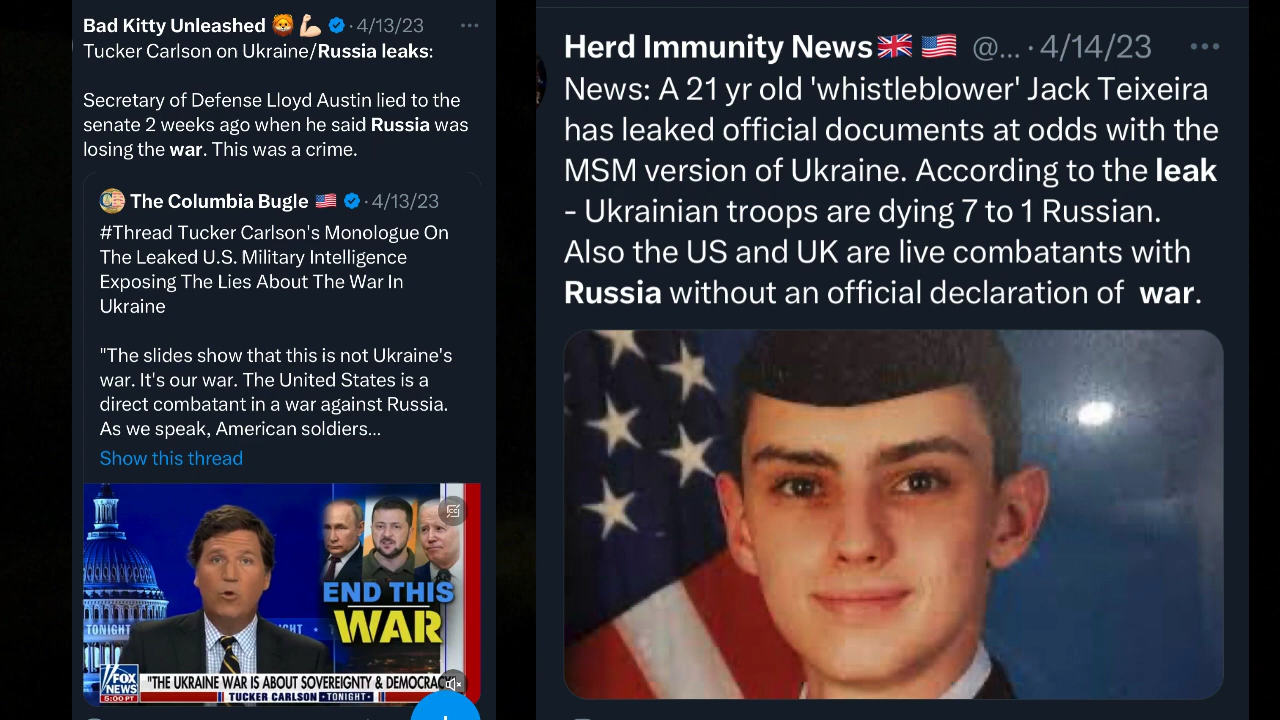 Bad Kitty Unleashed 🦁 💪🏻 · 4/13/23
Tucker Carlson on Ukraine/Russia leaks:
Secretary of Defense Lloyd Austin lied to the
senate 2 weeks ago when he said Russia was
losing the war. This was a crime.
The Columbia Bugle 🇺🇸 · 4/13/23
#Thread Tucker Carlson's Monologue On
The Leaked U.S. Military Intelligence
Exposing The Lies About The War In
Ukraine
"The slides show that this is not Ukraine's
war. It's our war. The United States is a
direct combatant in a war against Russia.
As we speak, American soldiers...
Show this thread
END THIS
WAR
TONIGHT
FOX
NEWS
5:00 PT
"THE UKRAINE WAR IS ABOUT SOVEREIGNTY & DEMOCRAC
TUCKER CARLSON •TONIGHT•
Herd Immunity News🇬🇧 🇺🇸 @... · 4/14/23
News: A 21 yr old 'whistleblower' Jack Teixeira
has leaked official documents at odds with the
MSM version of Ukraine. According to the leak
- Ukrainian troops are dying 7 to 1 Russian.
Also the US and UK are live combatants with
Russia without an official declaration of war.